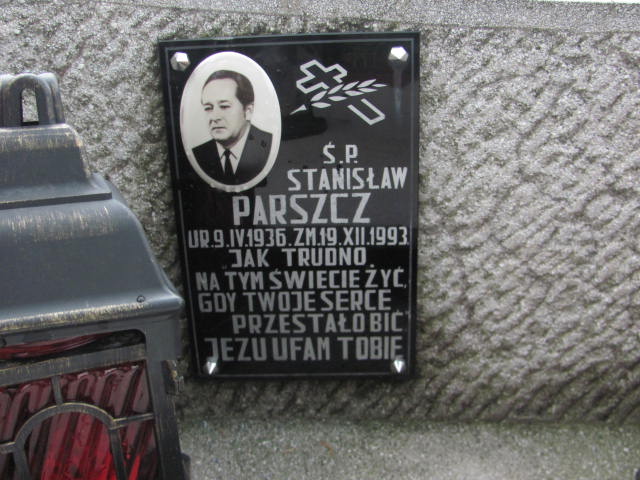 Ś.P.
STANISŁAW
PARSZCZ
UR.9.IV.1936.ZM.19.XII.1993.
"JAK TRUDNO
NA TYM ŚWIECIE ŻYĆ,
GDY TWOJE SERCE
PRZESTAŁO BIĆ"
JEZU UFAM TOBIE